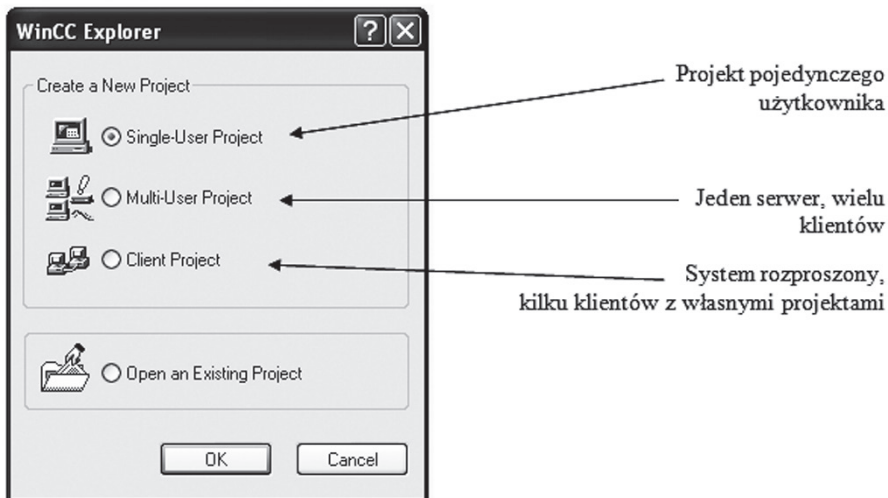 WinCC Explorer
Create a New Project
Single-User Project
Multi-User Project
Client Project
Open an Existing Project
OK
Cancel
Projekt pojedynczego
użytkownika
Jeden serwer, wielu
klientów
System rozproszony,
kilku klientów z własnymi projektami